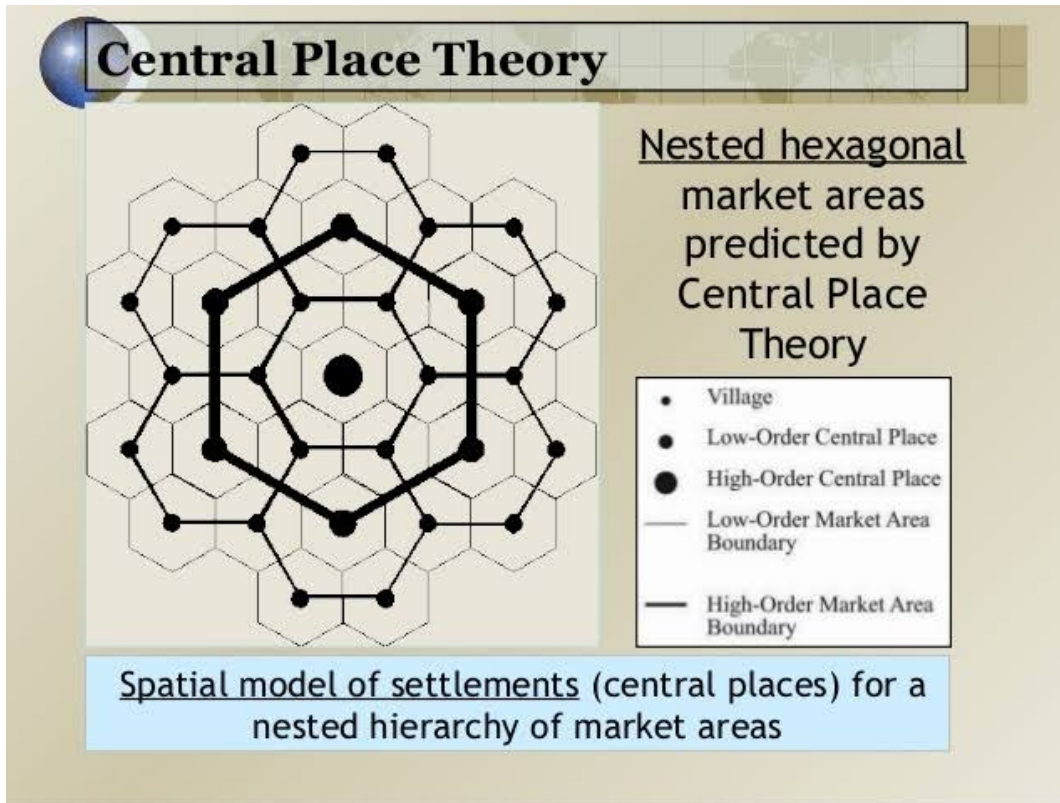 Central Place Theory
Nested hexagonal
market areas
predicted by
Central Place
Theory
Village
Low-Order Central Place
High-Order Central Place
Low-Order Market Area
Boundary
High-Order Market Area
Boundary
Spatial model of settlements (central places) for a
nested hierarchy of market areas